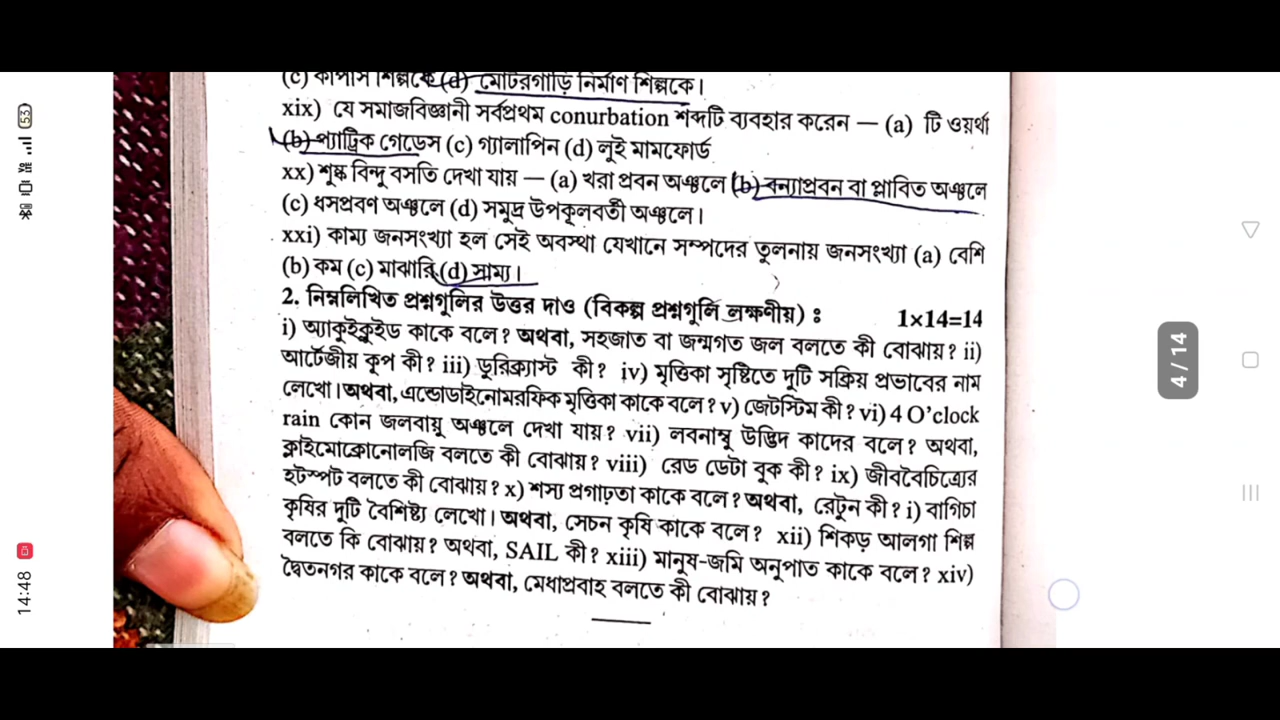 (c) কার্পাস শিল্পকে (d) মোটরগাড়ি নির্মাণ শিল্পকে।
xix) যে সমাজবিজ্ঞানী সর্বপ্রথম conurbation শব্দটি ব্যবহার করেন — (a) টি ওয়র্থ
(b) প্যাট্রিক গেডেস (c) গ্যালাপিন (d) লুই মামফোর্ড
xx) শুষ্ক বিন্দু বসতি দেখা যায় — (a) খরা প্রবন অঞ্চলে (b) বন্যাপ্রবন বা প্লাবিত অঞ্চলে
(c) ধসপ্রবণ অঞ্চলে (d) সমুদ্র উপকূলবর্তী অঞ্চলে।
xxi) কাম্য জনসংখ্যা হল সেই অবস্থা যেখানে সম্পদের তুলনায় জনসংখ্যা (a) বেশি
(b) কম (c) মাঝারি (d) সাম্য।
2. নিম্নলিখিত প্রশ্নগুলির উত্তর দাও (বিকল্প প্রশ্নগুলি লক্ষণীয়) : 1×14=14
i) অ্যাকুইক্লুইড কাকে বলে? অথবা, সহজাত বা জন্মগত জল বলতে কী বোঝায়? ii)
আর্টেজীয় কূপ কী? iii) ডুরিক্র্যাস্ট কী? iv) মৃত্তিকা সৃষ্টিতে দুটি সক্রিয় প্রভাবের নাম
লেখো। অথবা, এন্ডোডাইনোমরফিক মৃত্তিকা কাকে বলে? v) জেটস্টিম কী? vi) 4 O'clock
rain কোন জলবায়ু অঞ্চলে দেখা যায়? vii) লবনাম্বু উদ্ভিদ কাদের বলে? অথবা,
ক্লাইমোক্রোনোলজি বলতে কী বোঝায়? viii) রেড ডেটা বুক কী? ix) জীববৈচিত্র্যের
হটস্পট বলতে কী বোঝায়? x) শস্য প্রগাঢ়তা কাকে বলে? অথবা, রেটুন কী? i) বাগিচা
কৃষির দুটি বৈশিষ্ট্য লেখো। অথবা, সেচন কৃষি কাকে বলে? xii) শিকড় আলগা শিল্প
বলতে কি বোঝায়? অথবা, SAIL কী? xiii) মানুষ-জমি অনুপাত কাকে বলে? xiv)
দ্বৈতনগর কাকে বলে? অথবা, মেধাপ্রবাহ বলতে কী বোঝায়?
4 / 14
14:48
53